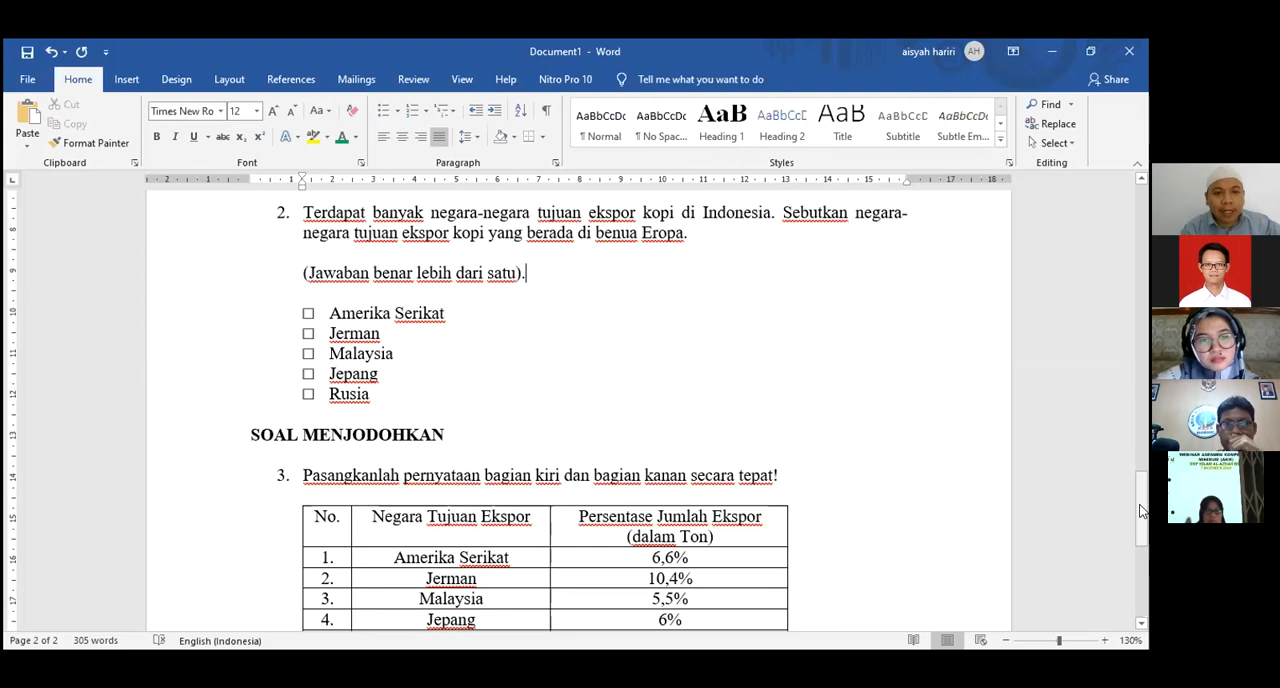 Document1 - Word
aisyah hariri AH
File Home Insert Design Layout References Mailings Review View Help Nitro Pro 10 Tell me what you want to do Share
Paste
Cut
Copy
Format Painter
Clipboard
Times New Ro 12
Font
Paragraph
AaBbCcDc AaBbCcDc AaB AaBbCcD AaB AaBbCcD AaBbCcDc
¶ Normal ¶ No Spac... Heading 1 Heading 2 Title Subtitle Subtle Em...
Styles
Find
Replace
Select
Editing
2. Terdapat banyak negara-negara tujuan ekspor kopi di Indonesia. Sebutkan negara-
negara tujuan ekspor kopi yang berada di benua Eropa.
(Jawaban benar lebih dari satu).
Amerika Serikat
Jerman
Malaysia
Jepang
Rusia
SOAL MENJODOHKAN
3. Pasangkanlah pernyataan bagian kiri dan bagian kanan secara tepat!
No. Negara Tujuan Ekspor Persentase Jumlah Ekspor
(dalam Ton)
1. Amerika Serikat 6,6%
2. Jerman 10,4%
3. Malaysia 5,5%
4. Jepang 6%
Page 2 of 2 305 words English (Indonesia) 130%